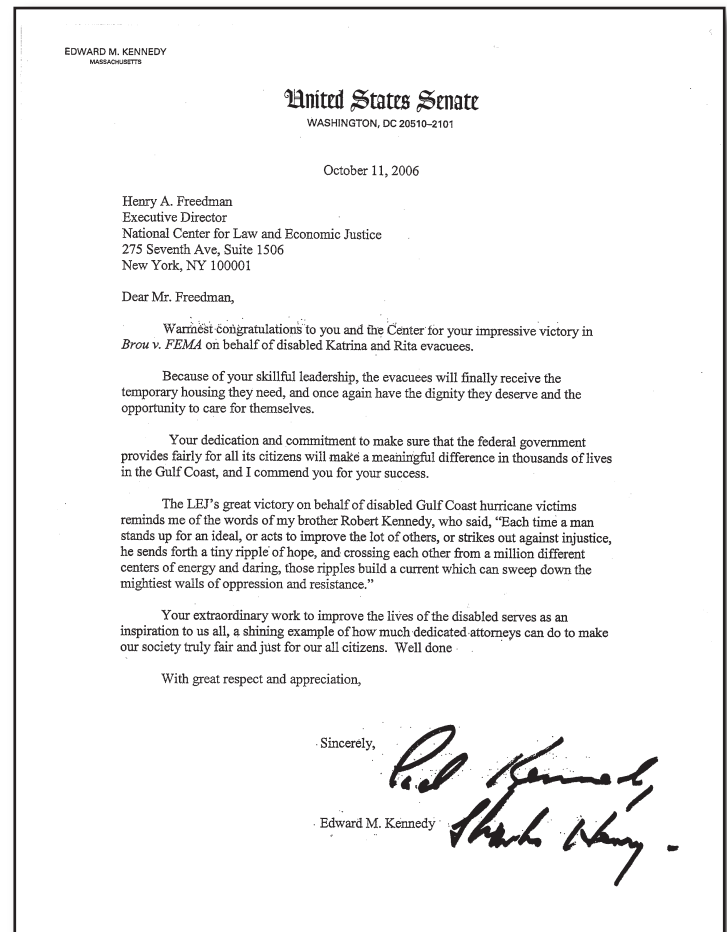 EDWARD M. KENNEDY
MASSACHUSETTS
United States Senate
WASHINGTON, DC 20510–2101
October 11, 2006
Henry A. Freedman
Executive Director
National Center for Law and Economic Justice
275 Seventh Ave, Suite 1506
New York, NY 100001
Dear Mr. Freedman,
Warmest congratulations to you and the Center for your impressive victory in
Brou v. FEMA on behalf of disabled Katrina and Rita evacuees.
Because of your skillful leadership, the evacuees will finally receive the
temporary housing they need, and once again have the dignity they deserve and the
opportunity to care for themselves.
Your dedication and commitment to make sure that the federal government
provides fairly for all its citizens will make a meaningful difference in thousands of lives
in the Gulf Coast, and I commend you for your success.
The LEJ's great victory on behalf of disabled Gulf Coast hurricane victims
reminds me of the words of my brother Robert Kennedy, who said, “Each time a man
stands up for an ideal, or acts to improve the lot of others, or strikes out against injustice,
he sends forth a tiny ripple of hope, and crossing each other from a million different
centers of energy and daring, those ripples build a current which can sweep down the
mightiest walls of oppression and resistance.”
Your extraordinary work to improve the lives of the disabled serves as an
inspiration to us all, a shining example of how much dedicated attorneys can do to make
our society truly fair and just for our all citizens. Well done
With great respect and appreciation,
Sincerely,
Kennedy
Edward M. Kennedy
Thanks Henry -